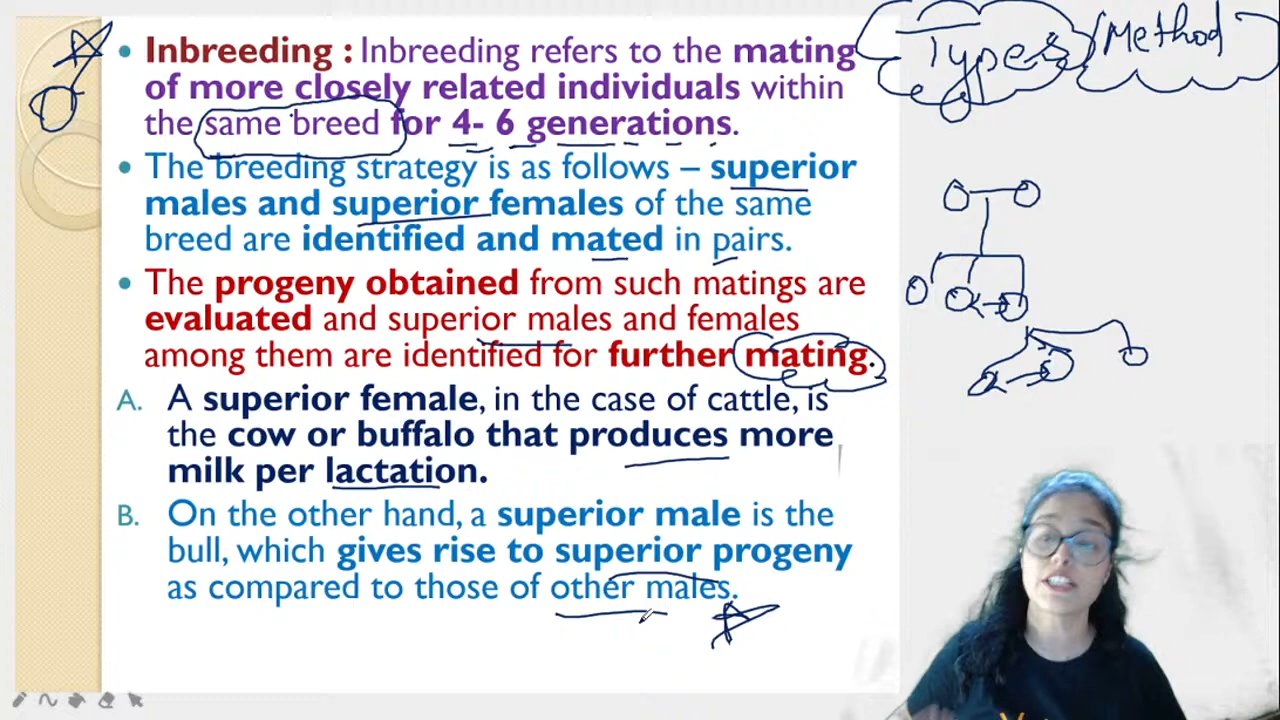 Types/Method
• Inbreeding : Inbreeding refers to the mating
of more closely related individuals within
the same breed for 4- 6 generations.
• The breeding strategy is as follows – superior
males and superior females of the same
breed are identified and mated in pairs.
• The progeny obtained from such matings are
evaluated and superior males and females
among them are identified for further mating.
A. A superior female, in the case of cattle, is
the cow or buffalo that produces more
milk per lactation.
B. On the other hand, a superior male is the
bull, which gives rise to superior progeny
as compared to those of other males.